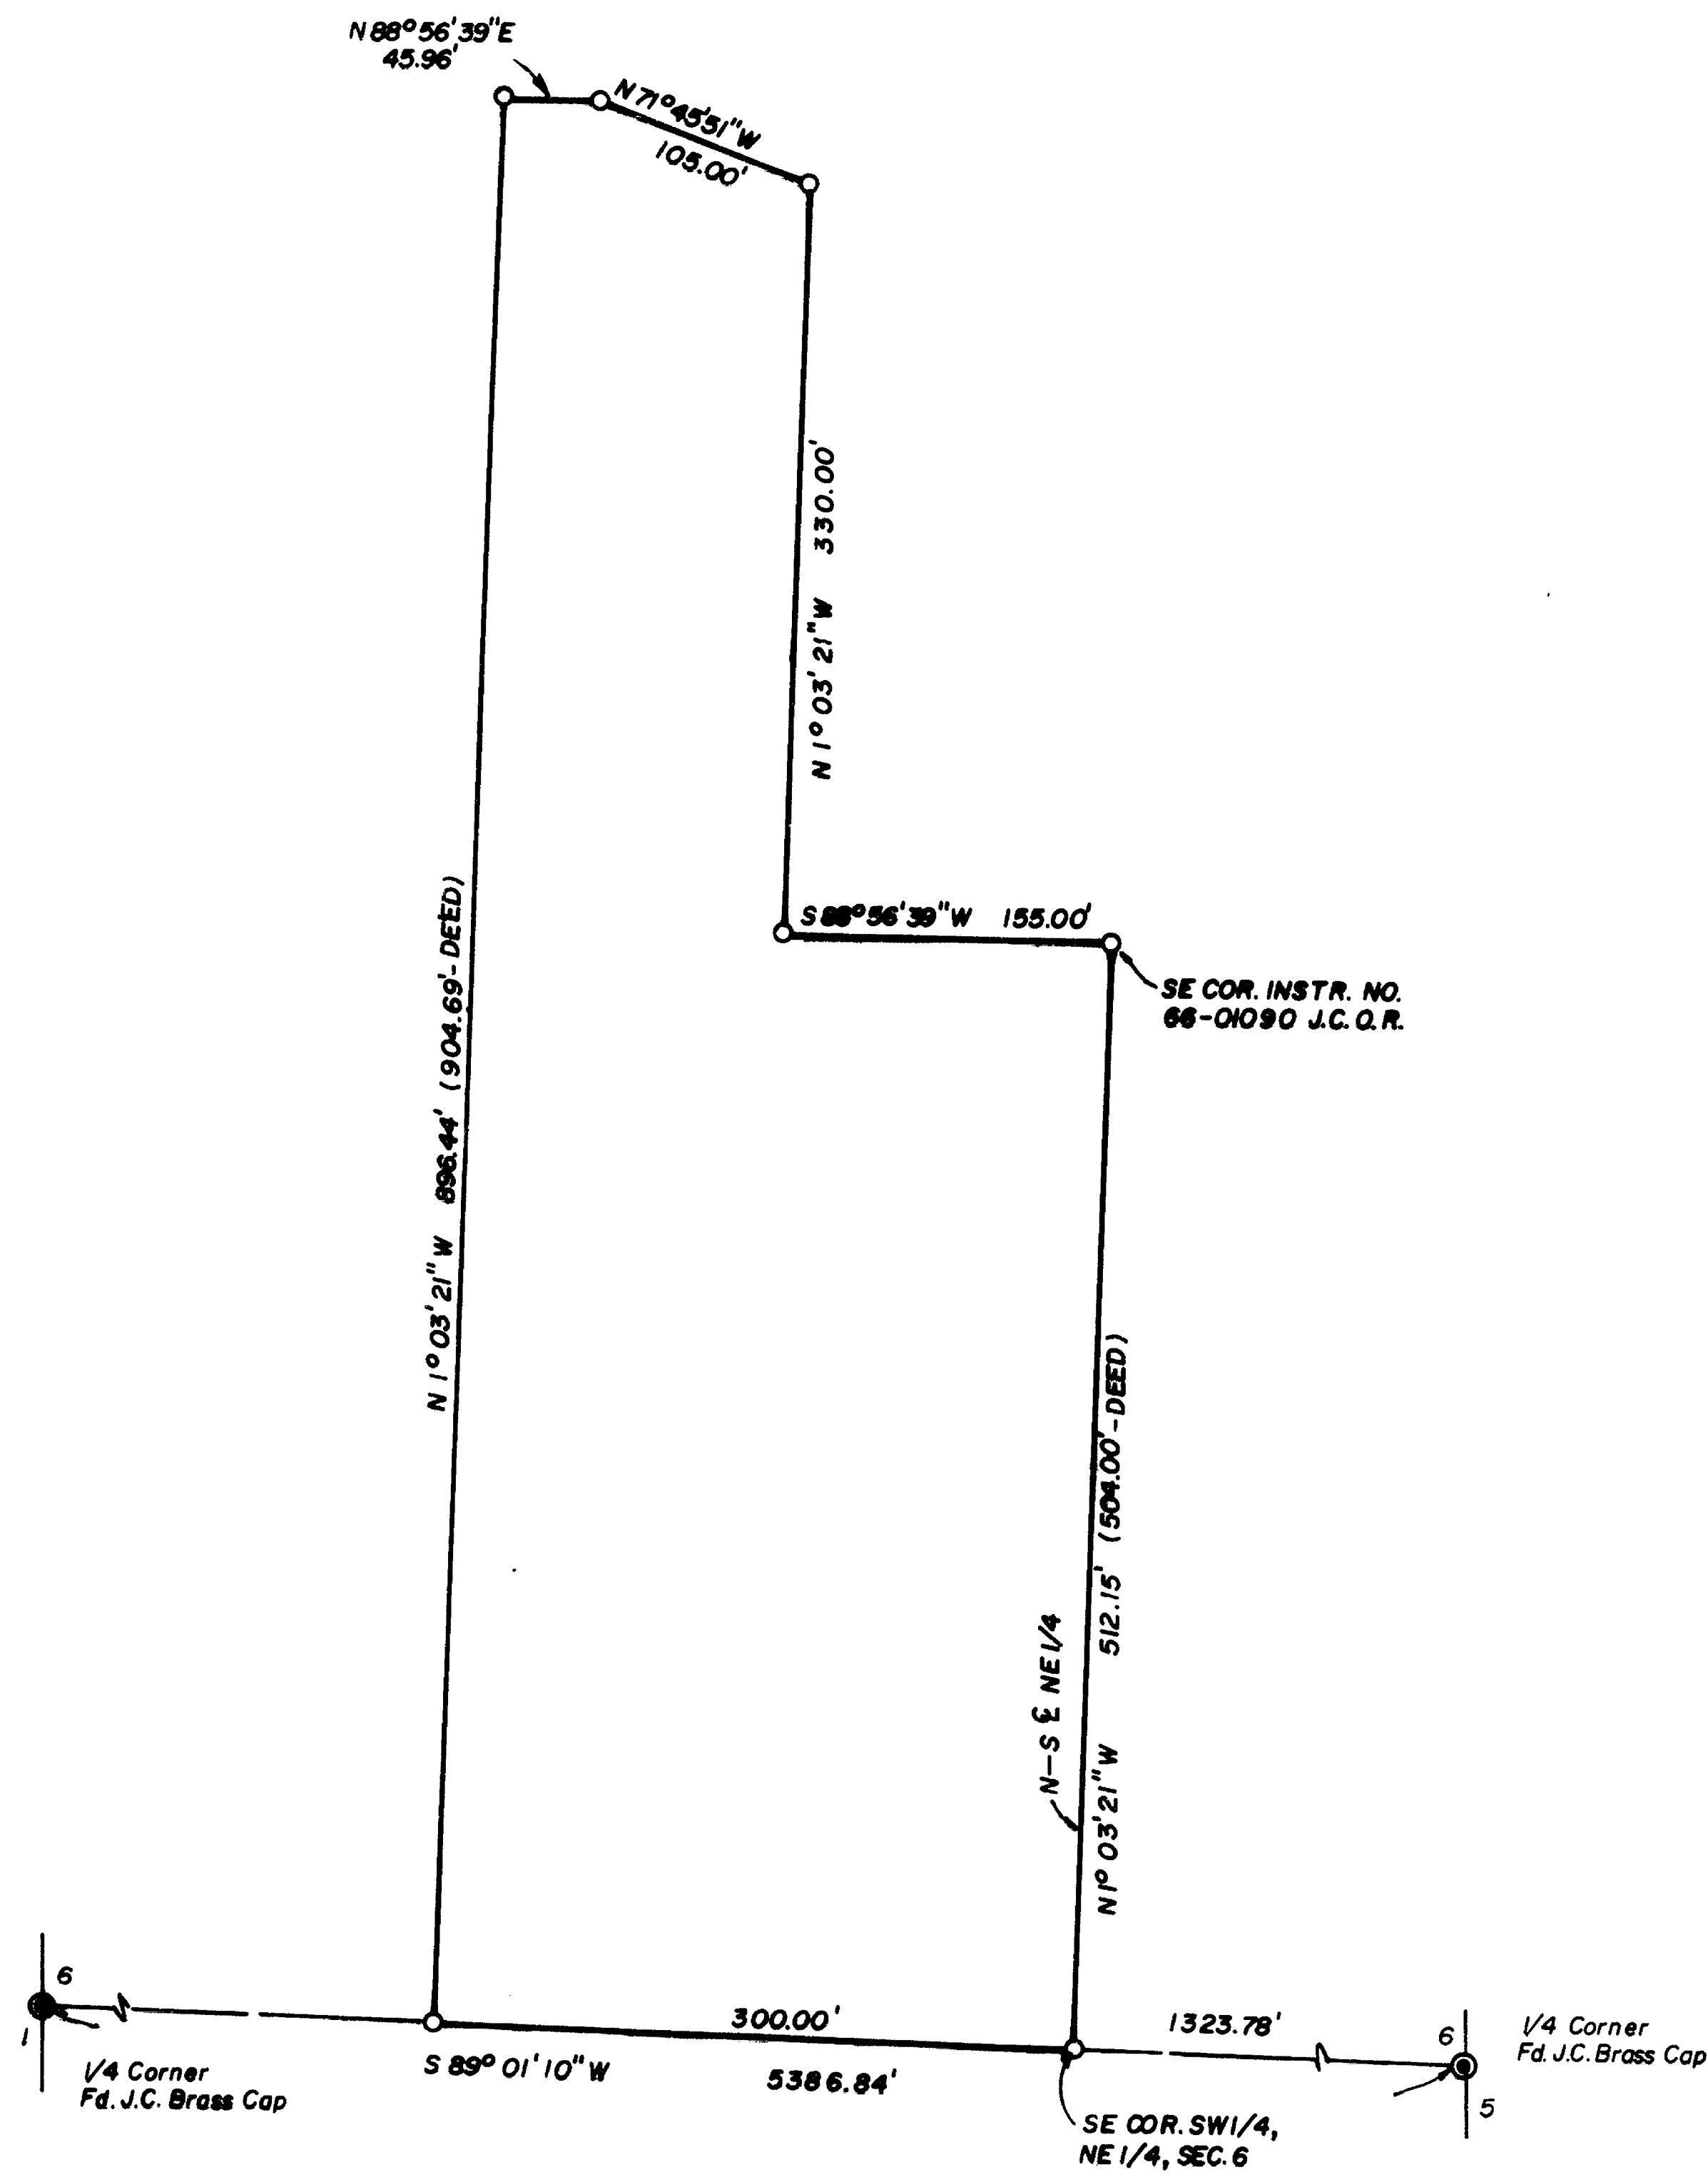 N 88° 56' 39" E
45.96'
N 71° 45' 51" W
105.00'
N 1° 03' 21" W 330.00'
S 88° 56' 39" W 155.00'
SE COR. INSTR. NO.
66-01090 J.C.O.R.
N 1° 03' 21" W 896.44' (904.69'-DEED)
N 1° 03' 21" W 512.15' (504.00'-DEED)
N-S ℄ NE 1/4
6
1
1/4 Corner
Fd. J.C. Brass Cap
300.00'
S 89° 01' 10" W 5386.84'
1323.78'
6
5
1/4 Corner
Fd. J.C. Brass Cap
SE COR. SW 1/4,
NE 1/4, SEC. 6